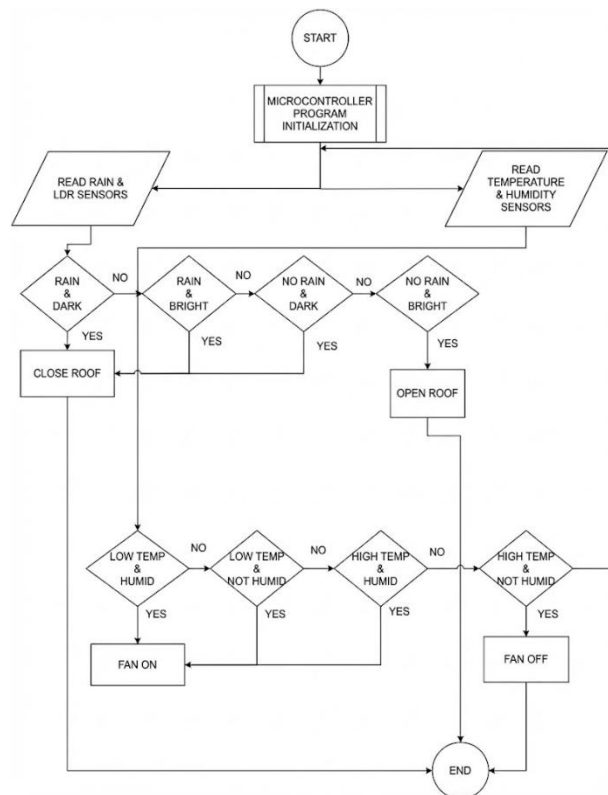 START
MICROCONTROLLER
PROGRAM
INITIALIZATION
READ RAIN &
LDR SENSORS
READ
TEMPERATURE
& HUMIDITY
SENSORS
RAIN
&
DARK
NO
RAIN
&
BRIGHT
NO
NO RAIN
&
DARK
NO
NO RAIN
&
BRIGHT
YES
YES
YES
YES
CLOSE ROOF
OPEN ROOF
LOW TEMP
&
HUMID
NO
LOW TEMP
&
NOT HUMID
NO
HIGH TEMP
&
HUMID
NO
HIGH TEMP
&
NOT HUMID
YES
YES
YES
YES
FAN ON
FAN OFF
END